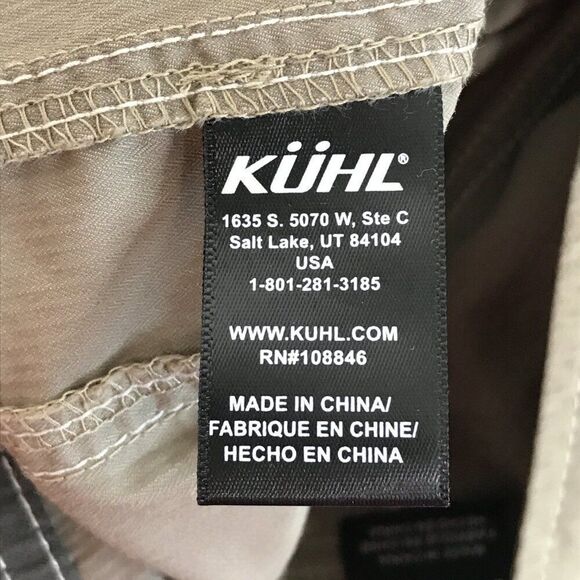 KÜHL®
1635 S. 5070 W, Ste C
Salt Lake, UT 84104
USA
1-801-281-3185
WWW.KUHL.COM
RN#108846
MADE IN CHINA/
FABRIQUE EN CHINE/
HECHO EN CHINA